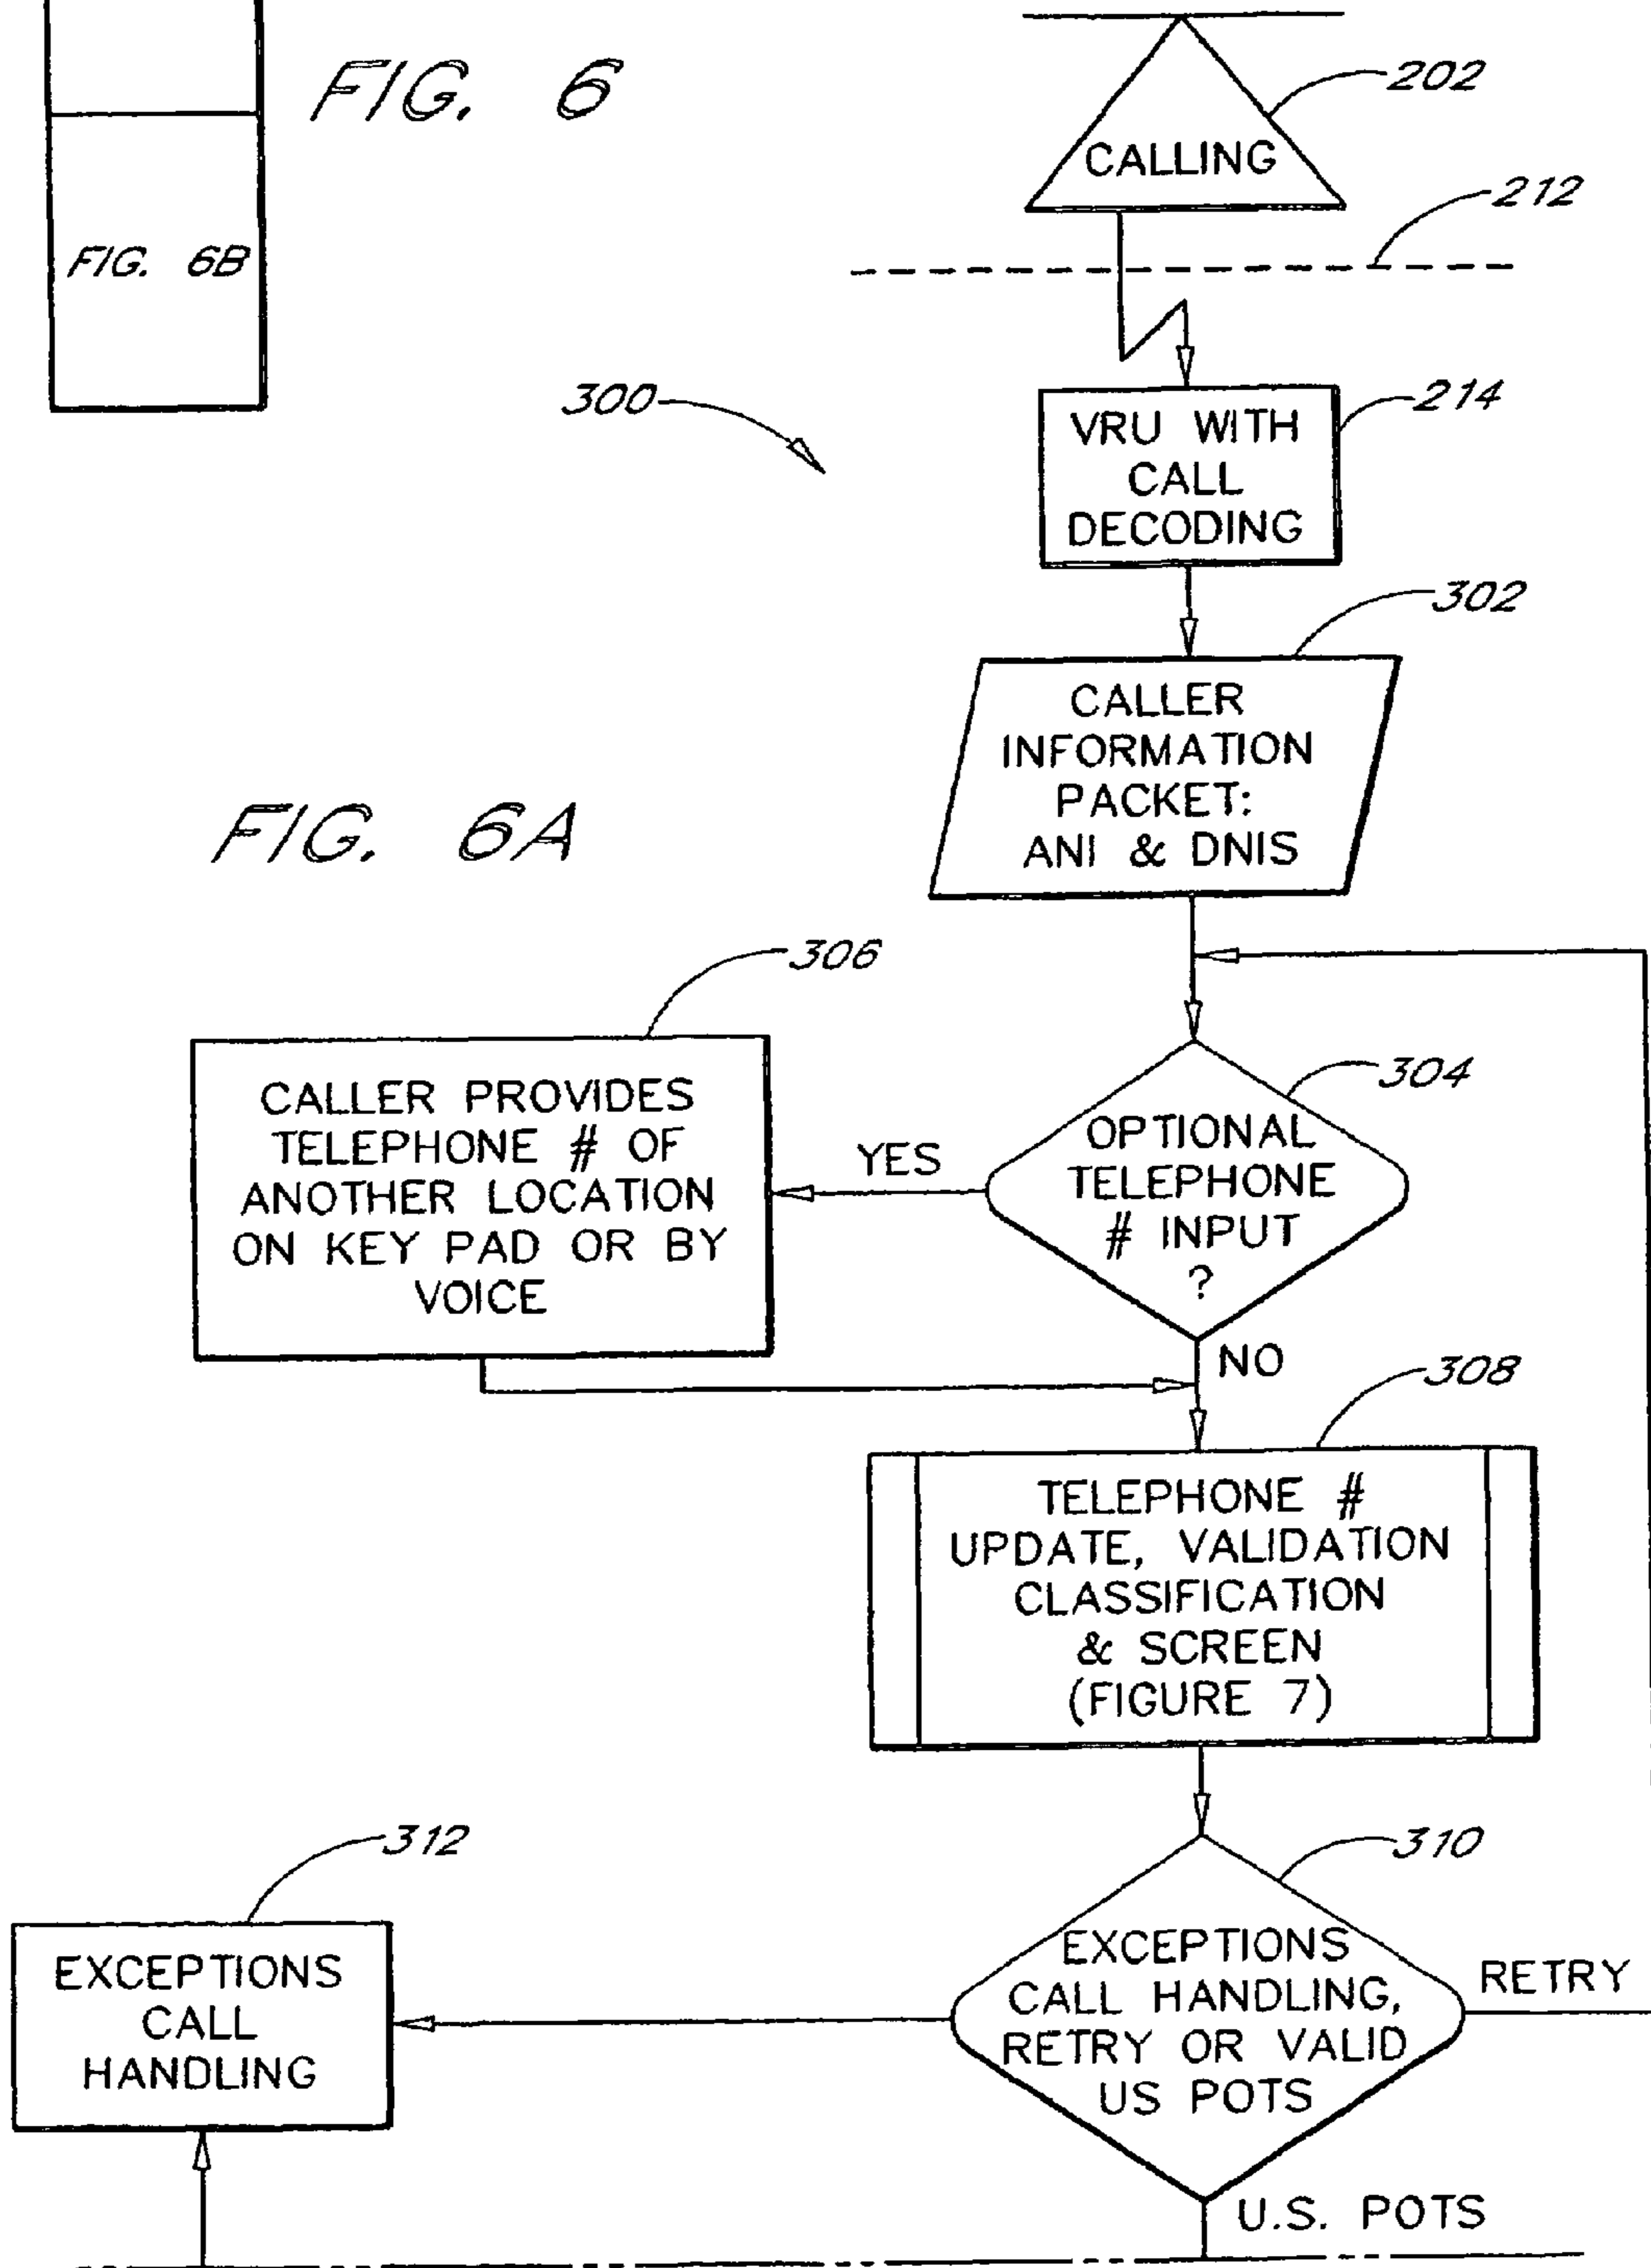 FIG. 6
FIG. 6B
202
CALLING
212
300
214
VRU WITH
CALL
DECODING
302
CALLER
INFORMATION
PACKET:
ANI & DNIS
FIG. 6A
306
CALLER PROVIDES
TELEPHONE # OF
ANOTHER LOCATION
ON KEY PAD OR BY
VOICE
304
YES
OPTIONAL
TELEPHONE
# INPUT
?
NO
308
TELEPHONE #
UPDATE, VALIDATION
CLASSIFICATION
& SCREEN
(FIGURE 7)
312
EXCEPTIONS
CALL
HANDLING
310
EXCEPTIONS
CALL HANDLING,
RETRY OR VALID
US POTS
RETRY
U.S. POTS